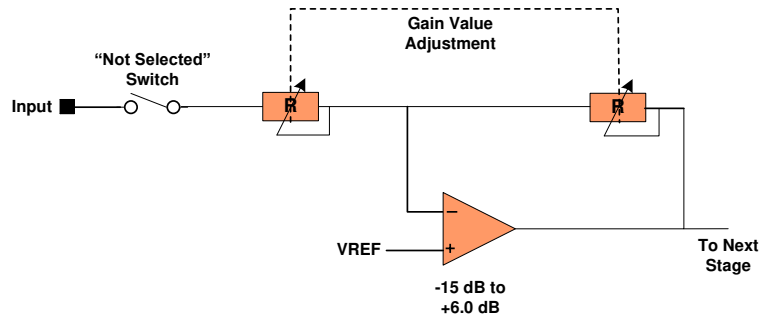 Gain Value
Adjustment
“Not Selected”
Switch
Input
R
R
−
+
VREF
To Next
Stage
-15 dB to
+6.0 dB